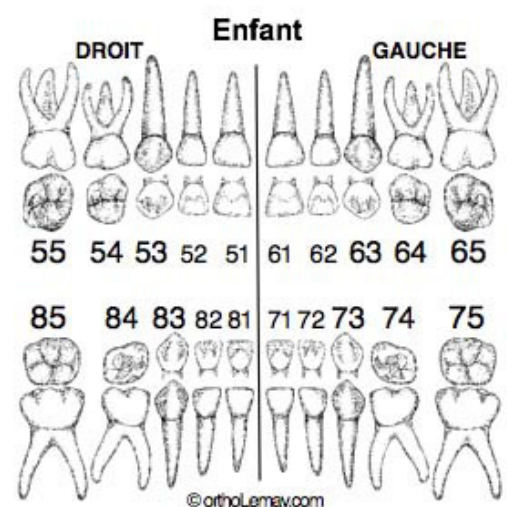 Enfant
DROIT GAUCHE
55 54 53 52 51 61 62 63 64 65
85 84 83 82 81 71 72 73 74 75
© orthoLemay.com